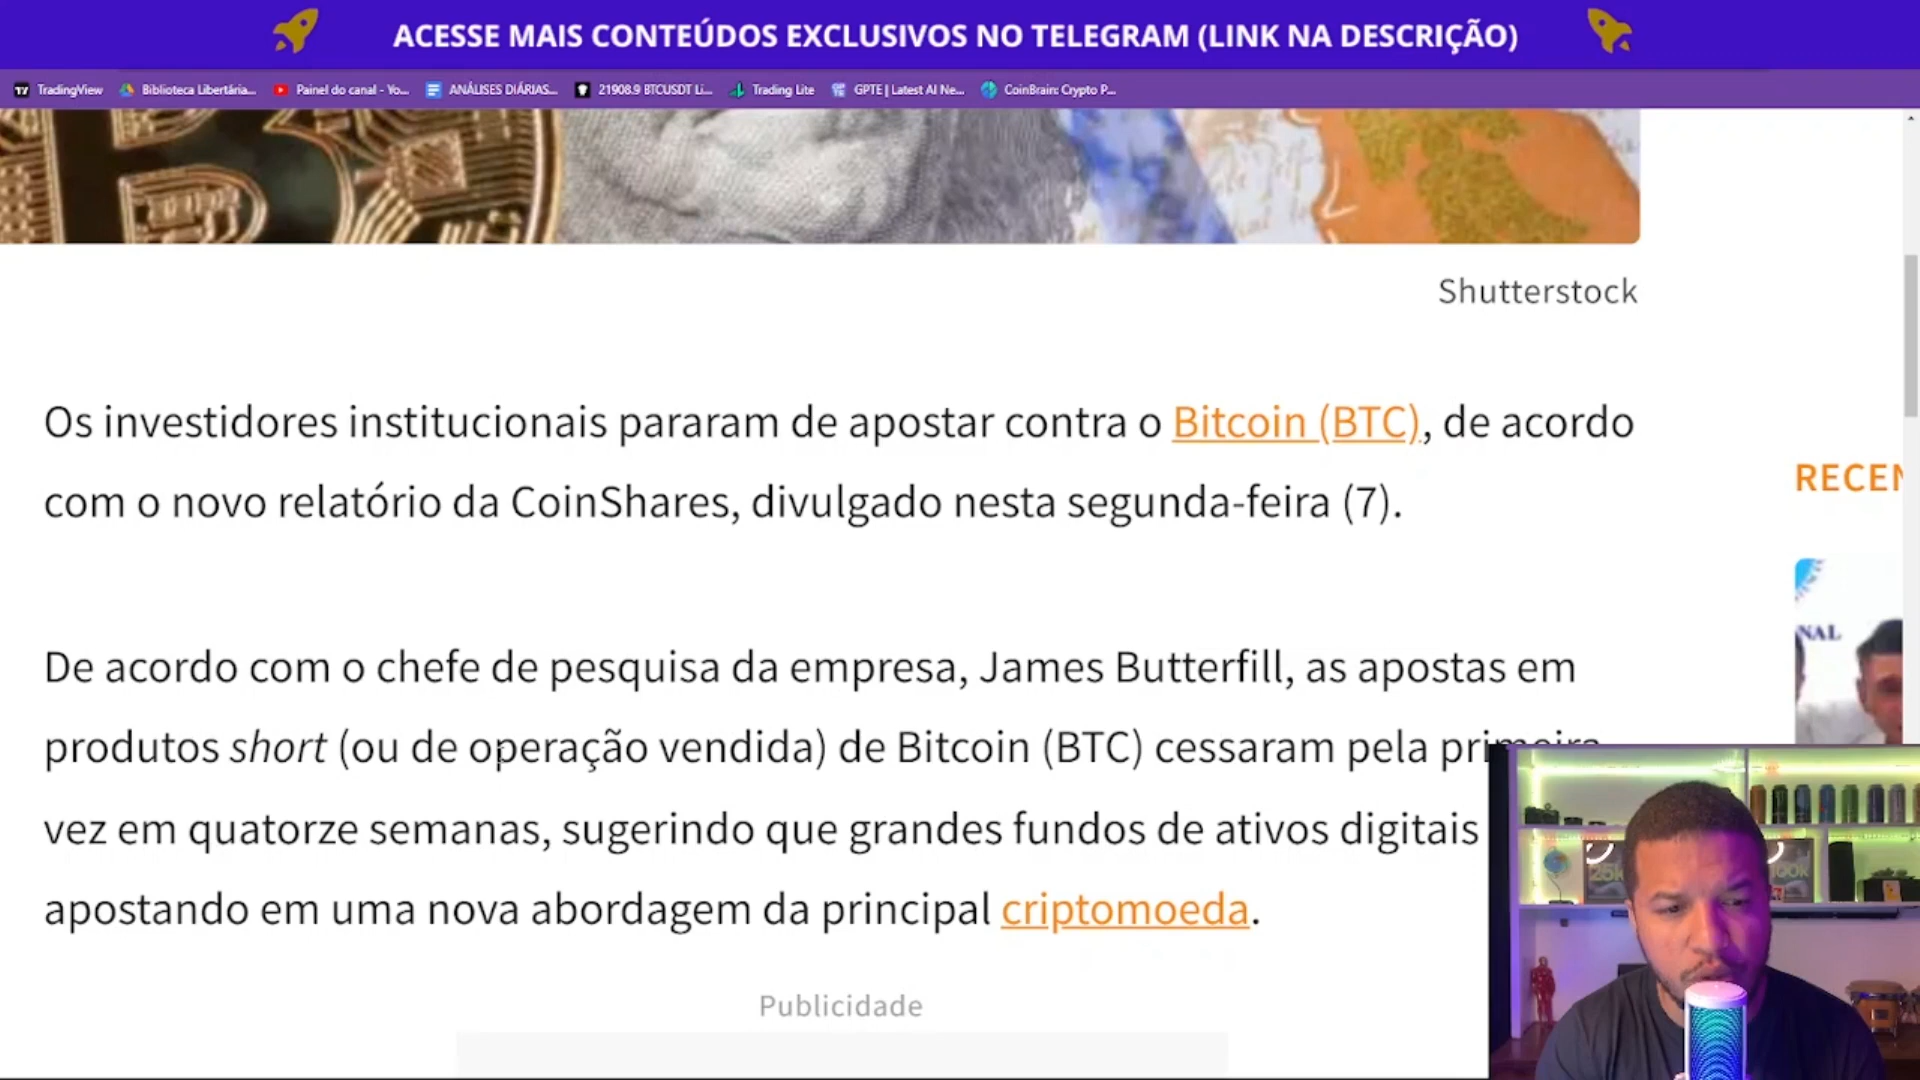 ACESSE MAIS CONTEÚDOS EXCLUSIVOS NO TELEGRAM (LINK NA DESCRIÇÃO)
TradingView Biblioteca Libertária... Painel do canal - Yo... ANÁLISES DIÁRIAS... 21908.9 BTCUSDT Li... Trading Lite GPTE | Latest AI Ne... CoinBrain: Crypto P...
Shutterstock
Os investidores institucionais pararam de apostar contra o Bitcoin (BTC), de acordo
com o novo relatório da CoinShares, divulgado nesta segunda-feira (7).
RECEN
De acordo com o chefe de pesquisa da empresa, James Butterfill, as apostas em
NAL
produtos short (ou de operação vendida) de Bitcoin (BTC) cessaram pela primeira
vez em quatorze semanas, sugerindo que grandes fundos de ativos digitais
apostando em uma nova abordagem da principal criptomoeda.
25k
100k
Publicidade